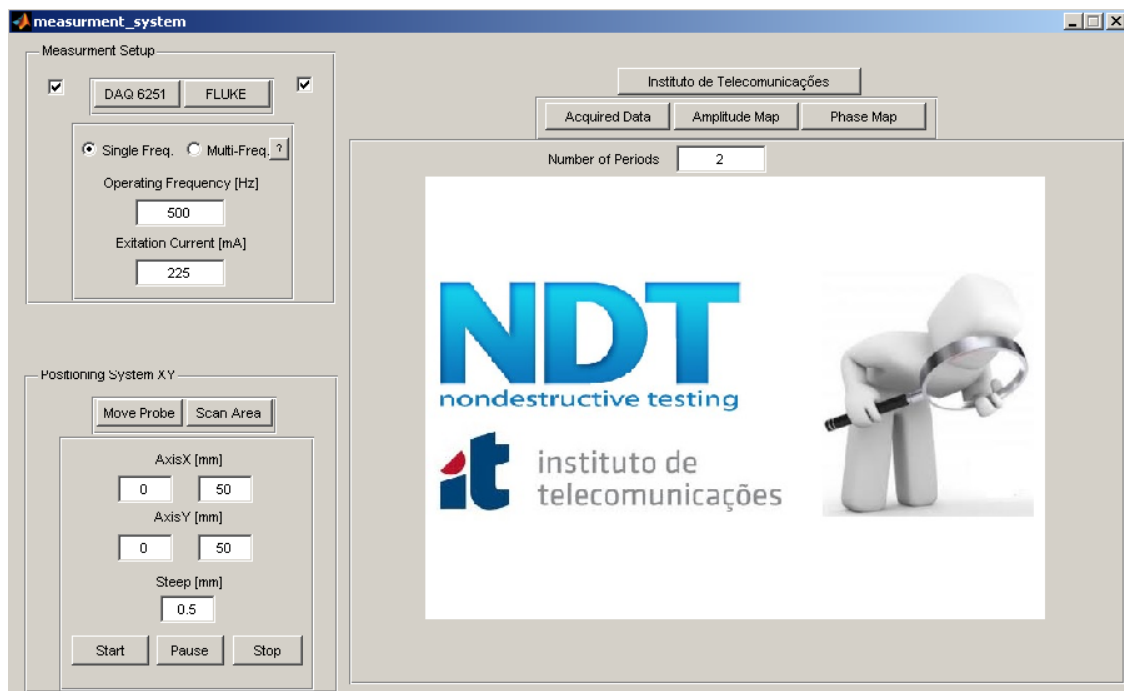 measurment_system
Measurment Setup
DAQ 6251 FLUKE
Single Freq. Multi-Freq. ?
Operating Frequency [Hz]
500
Exitation Current [mA]
225
Positioning System XY
Move Probe Scan Area
AxisX [mm]
0 50
AxisY [mm]
0 50
Steep [mm]
0.5
Start Pause Stop
Instituto de Telecomunicações
Acquired Data Amplitude Map Phase Map
Number of Periods 2
NDT
nondestructive testing
it instituto de
telecomunicações